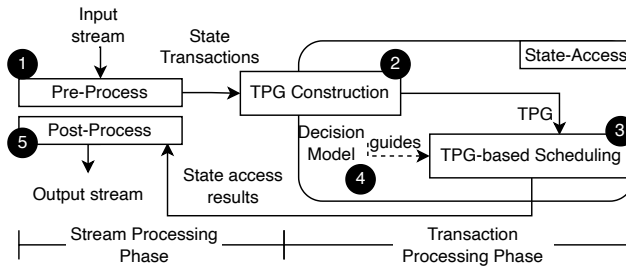 Input
stream
State
Transactions
1
Pre-Process
2
TPG Construction
State-Access
TPG
3
TPG-based Scheduling
Decision
Model
guides
4
Post-Process
5
Output stream
State access
results
Stream Processing
Phase
Transaction
Processing Phase